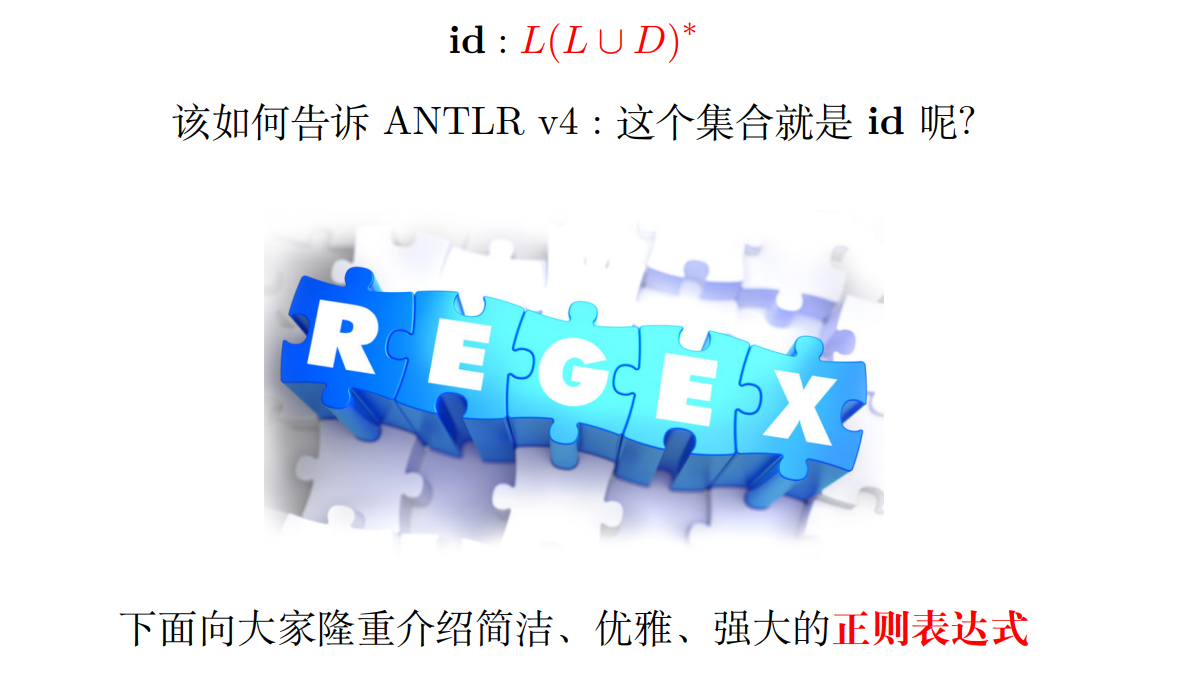 id : L(L ∪ D)*
该如何告诉 ANTLR v4 : 这个集合就是 id 呢?
REGEX
下面向大家隆重介绍简洁、优雅、强大的正则表达式